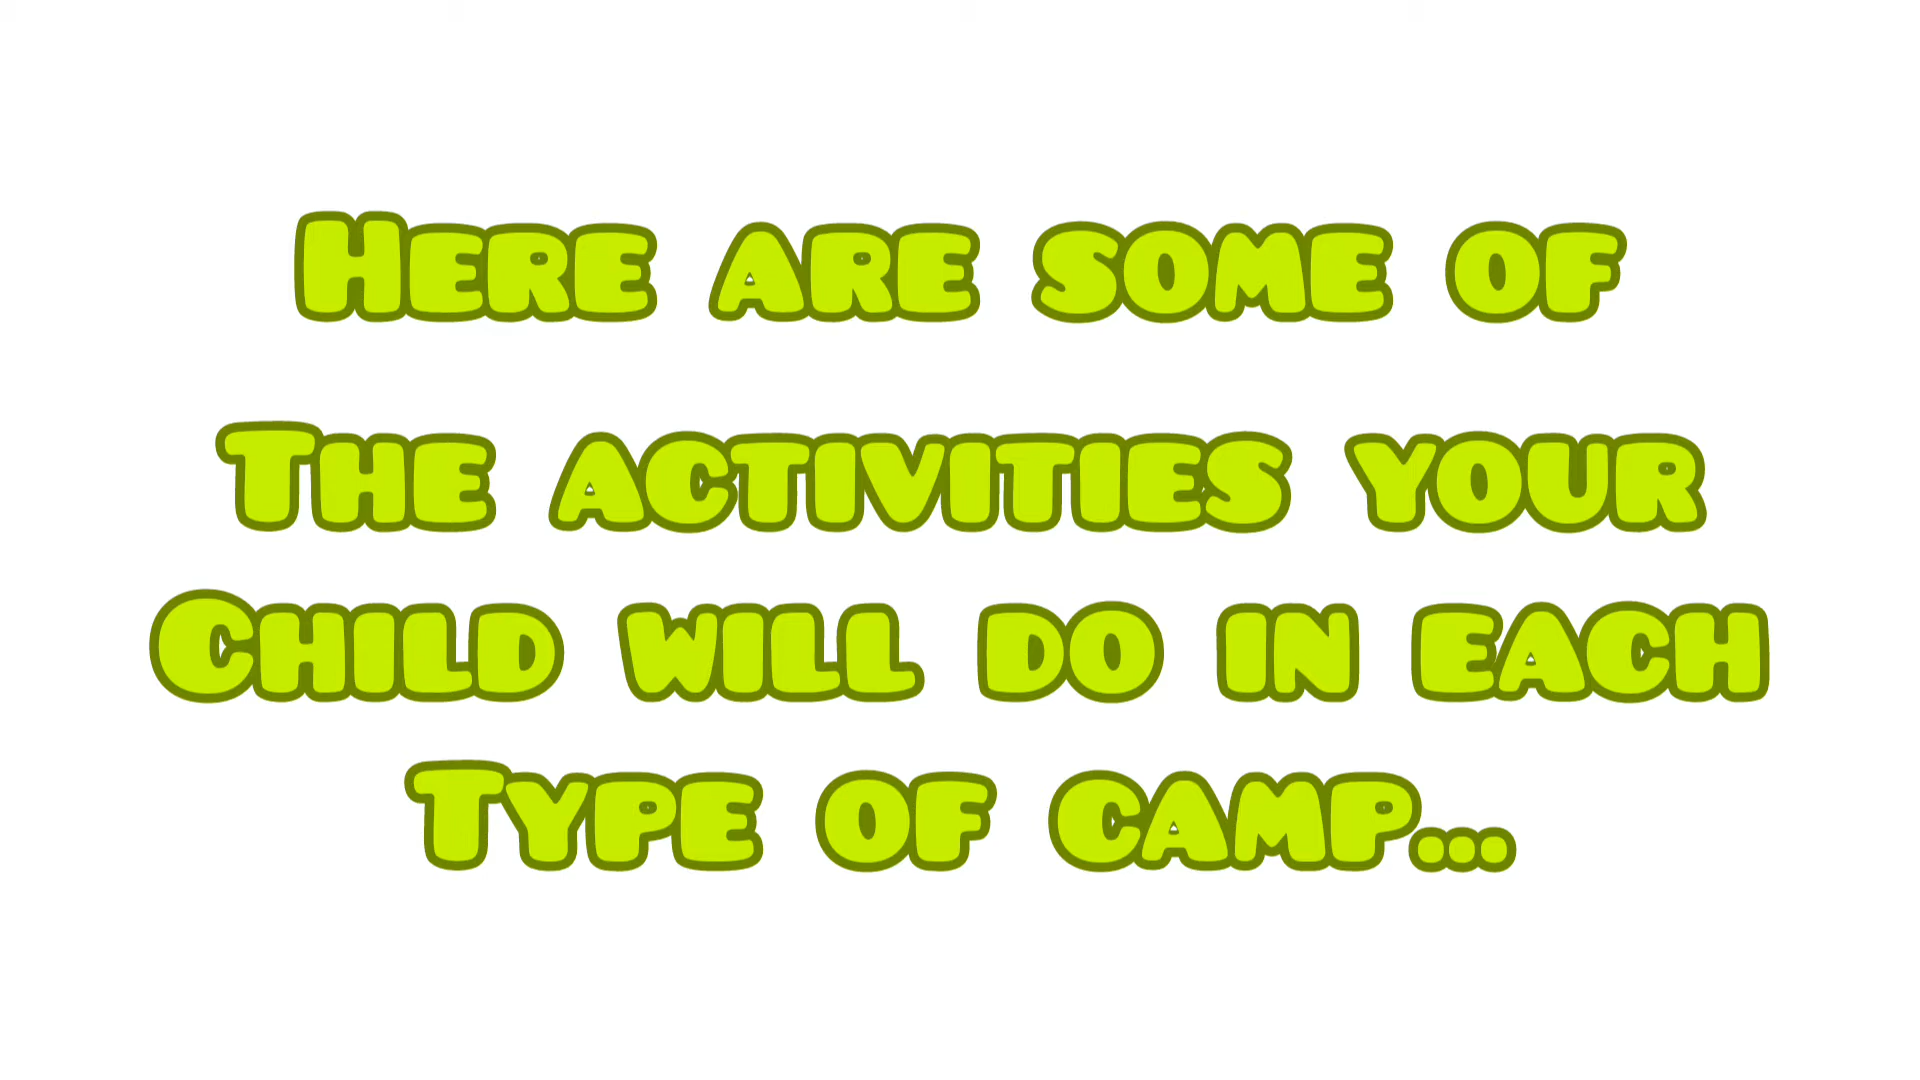 Here are some of
The activities your
Child will do in each
Type of camp...